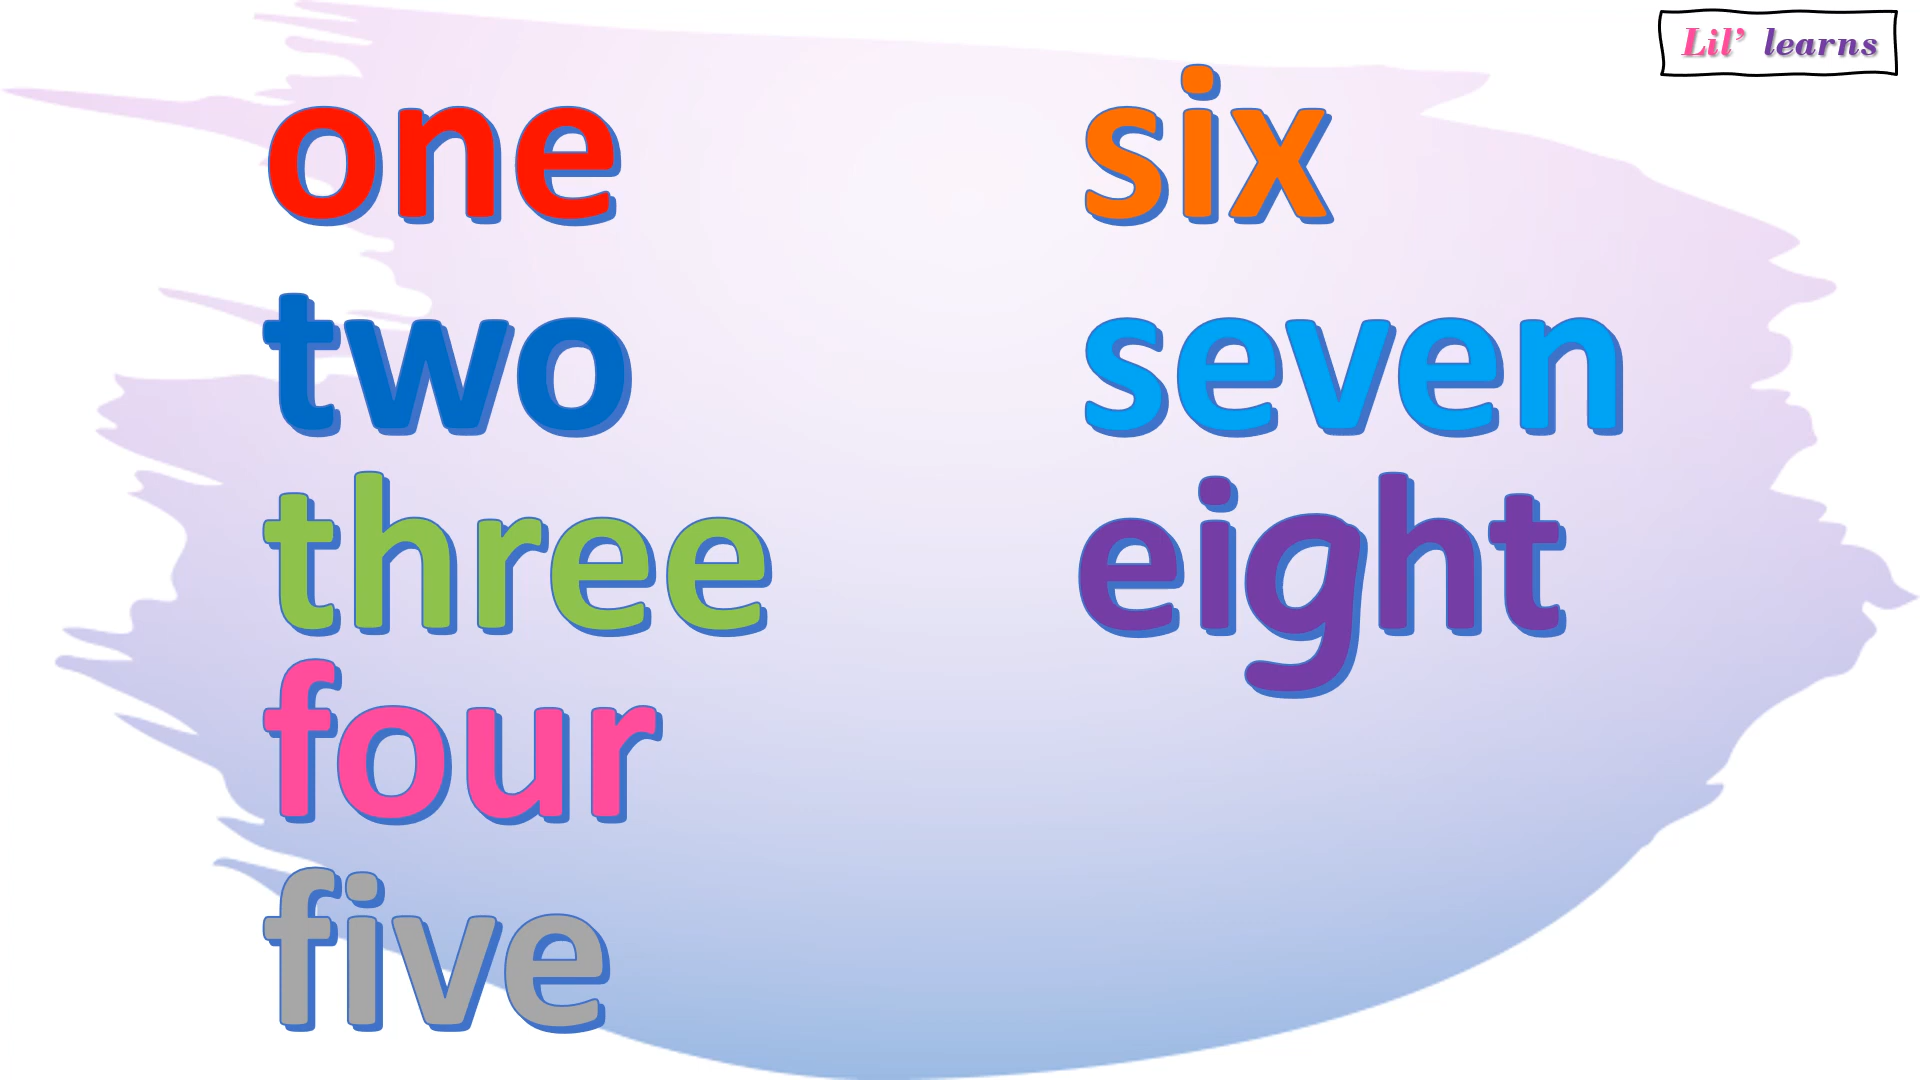 Lil’ learns
one
two
three
four
five
six
seven
eight